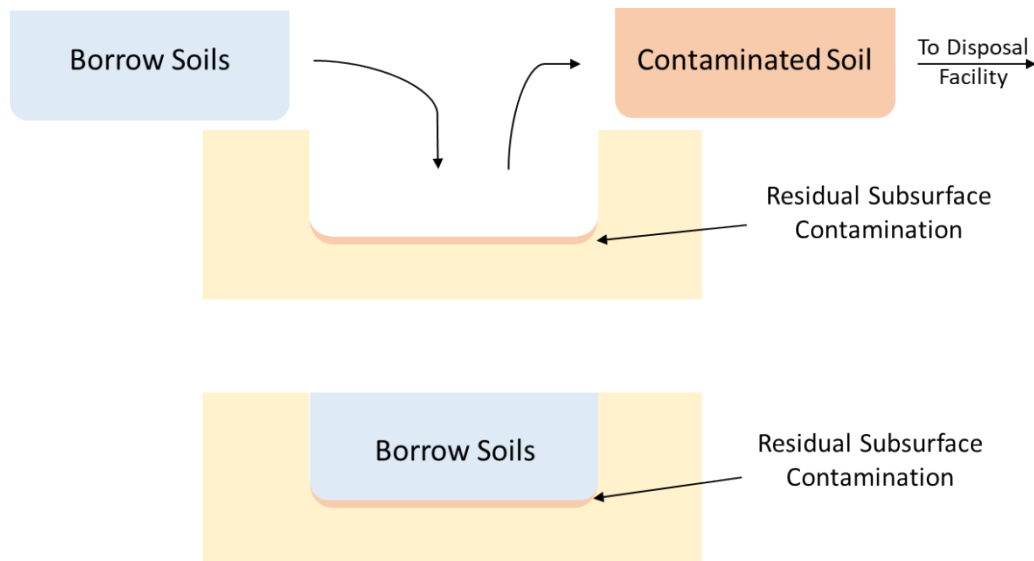 Borrow Soils
Contaminated Soil
To Disposal
Facility
Residual Subsurface
Contamination
Borrow Soils
Residual Subsurface
Contamination